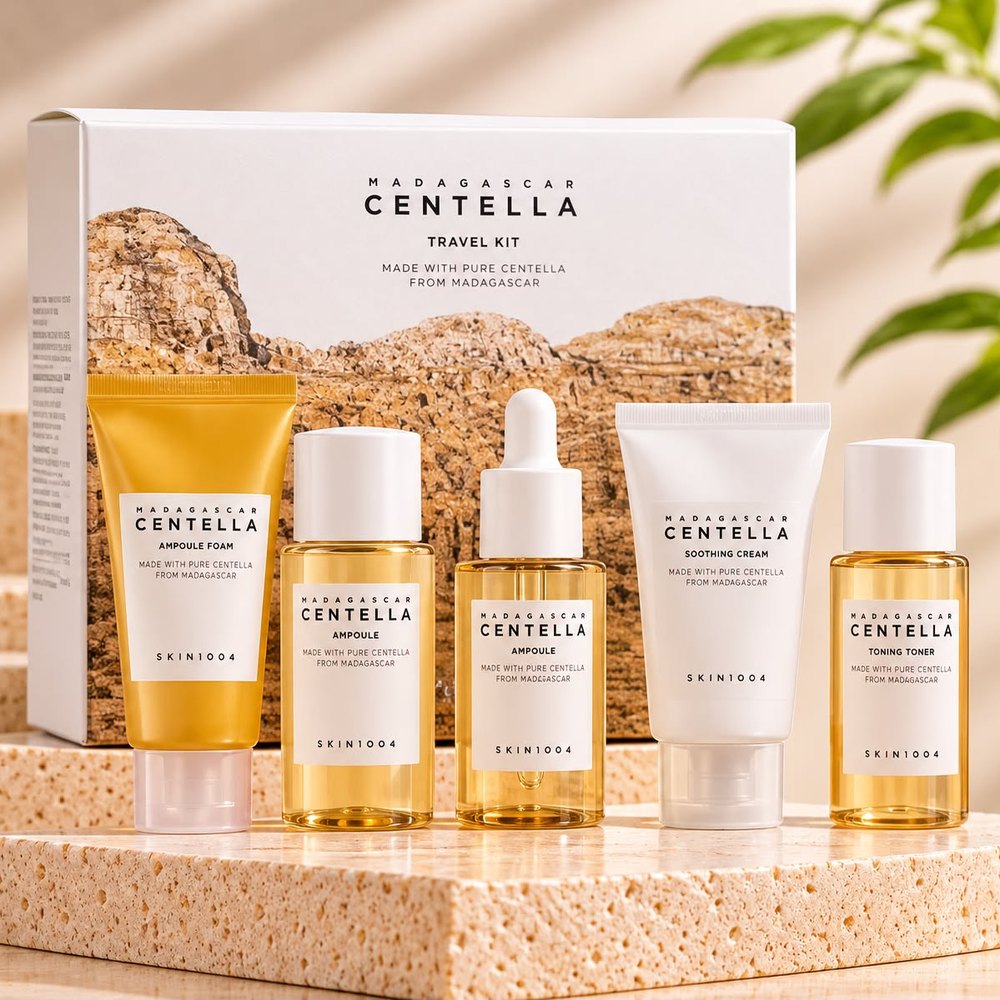 MADAGASCAR
CENTELLA
TRAVEL KIT
MADE WITH PURE CENTELLA
FROM MADAGASCAR
MADAGASCAR
CENTELLA
AMPOULE FOAM
MADE WITH PURE CENTELLA
FROM MADAGASCAR
SKIN1004
MADAGASCAR
CENTELLA
AMPOULE
MADE WITH PURE CENTELLA
FROM MADAGASCAR
SKIN1004
MADAGASCAR
CENTELLA
AMPOULE
MADE WITH PURE CENTELLA
FROM MADAGASCAR
SKIN1004
MADAGASCAR
CENTELLA
SOOTHING CREAM
MADE WITH PURE CENTELLA
FROM MADAGASCAR
SKIN1004
MADAGASCAR
CENTELLA
TONING TONER
MADE WITH PURE CENTELLA
FROM MADAGASCAR
SKIN1004